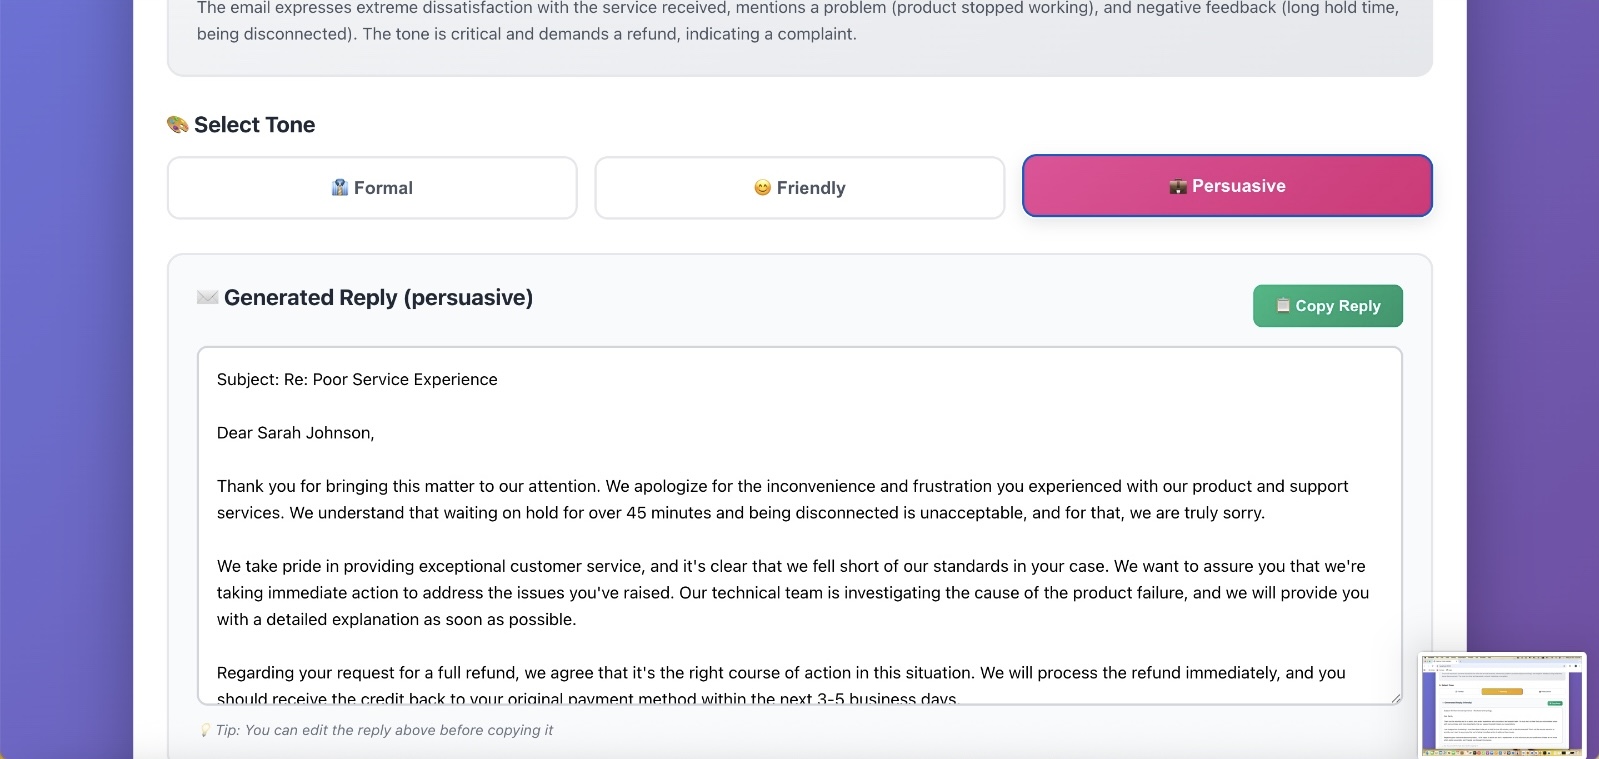 The email expresses extreme dissatisfaction with the service received, mentions a problem (product stopped working), and negative feedback (long hold time,
being disconnected). The tone is critical and demands a refund, indicating a complaint.
Select Tone
Formal
Friendly
Persuasive
Generated Reply (persuasive)
Copy Reply
Subject: Re: Poor Service Experience
Dear Sarah Johnson,
Thank you for bringing this matter to our attention. We apologize for the inconvenience and frustration you experienced with our product and support
services. We understand that waiting on hold for over 45 minutes and being disconnected is unacceptable, and for that, we are truly sorry.
We take pride in providing exceptional customer service, and it's clear that we fell short of our standards in your case. We want to assure you that we're
taking immediate action to address the issues you've raised. Our technical team is investigating the cause of the product failure, and we will provide you
with a detailed explanation as soon as possible.
Regarding your request for a full refund, we agree that it's the right course of action in this situation. We will process the refund immediately, and you
should receive the credit back to your original payment method within the next 3-5 business days.
Tip: You can edit the reply above before copying it